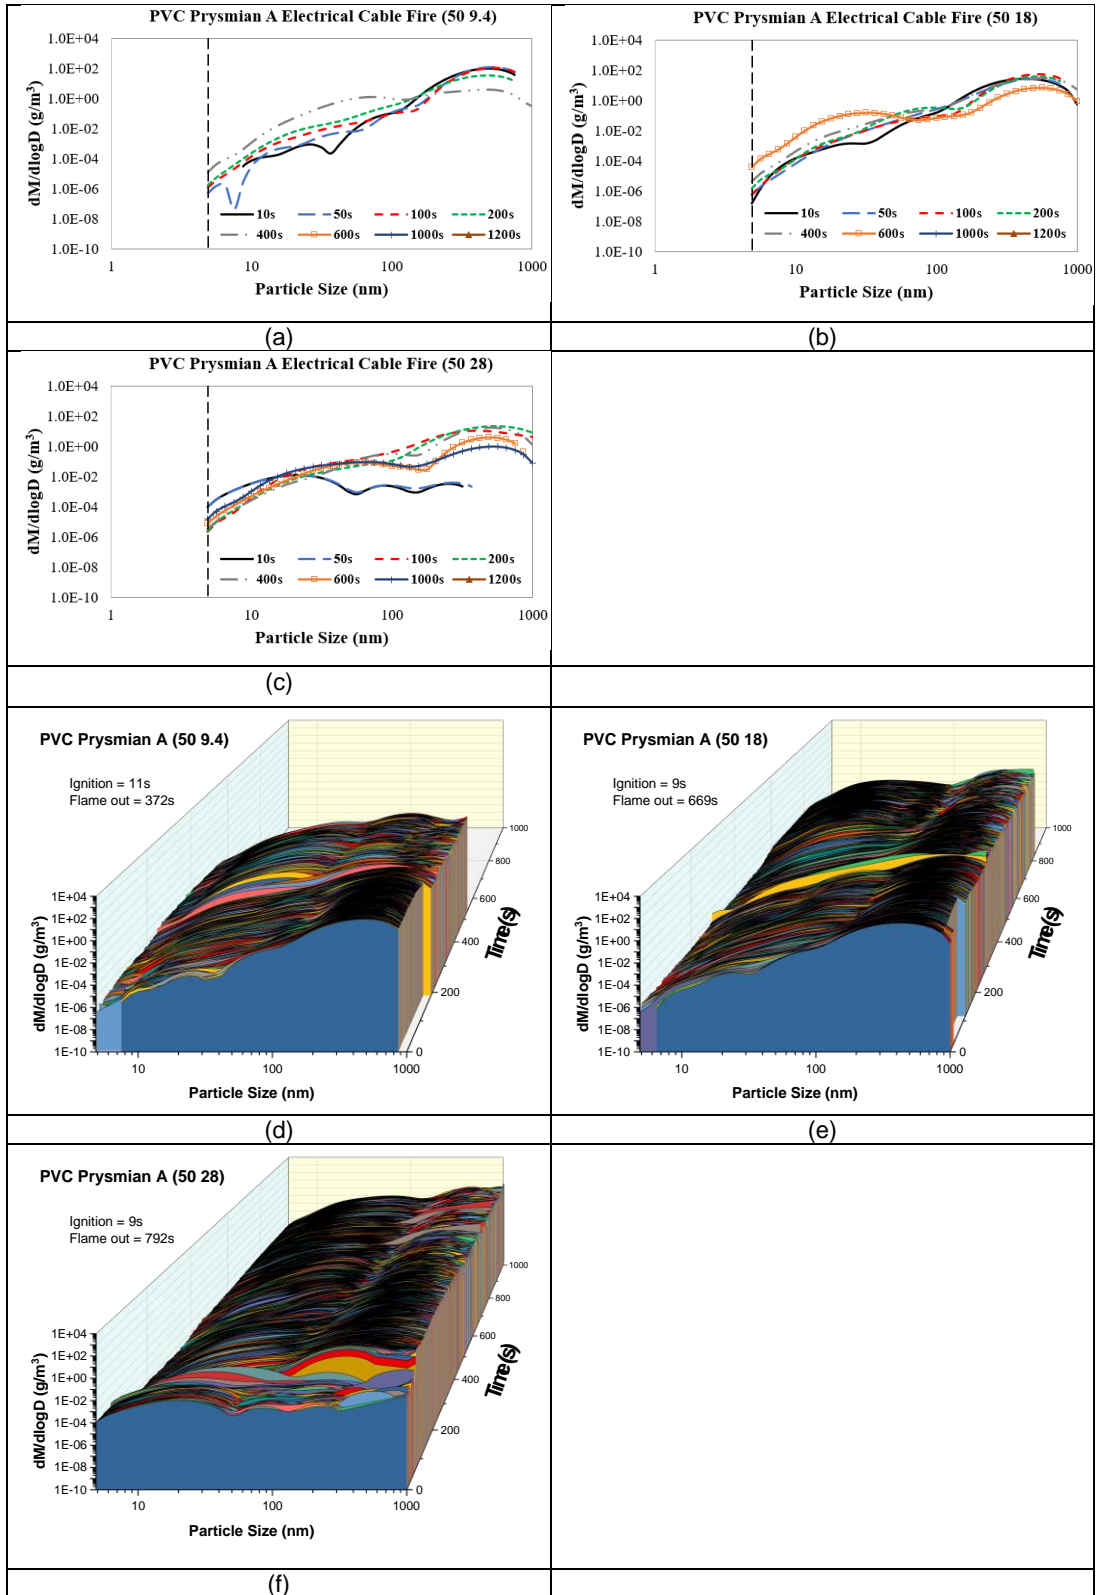 PVC Prysmian A Electrical Cable Fire (50 9.4)
dM/dlogD (g/m³)
1.0E+04
1.0E+02
1.0E+00
1.0E-02
1.0E-04
1.0E-06
1.0E-08
1.0E-10
10s 50s 100s 200s
400s 600s 1000s 1200s
1 10 100 1000
Particle Size (nm)
(a)
PVC Prysmian A Electrical Cable Fire (50 18)
dM/dlogD (g/m³)
1.0E+04
1.0E+02
1.0E+00
1.0E-02
1.0E-04
1.0E-06
1.0E-08
1.0E-10
10s 50s 100s 200s
400s 600s 1000s 1200s
1 10 100 1000
Particle Size (nm)
(b)
PVC Prysmian A Electrical Cable Fire (50 28)
dM/dlogD (g/m³)
1.0E+04
1.0E+02
1.0E+00
1.0E-02
1.0E-04
1.0E-06
1.0E-08
1.0E-10
10s 50s 100s 200s
400s 600s 1000s 1200s
1 10 100 1000
Particle Size (nm)
(c)
PVC Prysmian A (50 9.4)
Ignition = 11s
Flame out = 372s
dM/dlogD (g/m³)
1E+04
1E+02
1E+00
1E-02
1E-04
1E-06
1E-08
1E-10
10 100 1000
Particle Size (nm)
0
200
400
600
800
1000
Time(s)
(d)
PVC Prysmian A (50 18)
Ignition = 9s
Flame out = 669s
dM/dlogD (g/m³)
1E+04
1E+02
1E+00
1E-02
1E-04
1E-06
1E-08
1E-10
10 100 1000
Particle Size (nm)
0
200
400
600
800
1000
Time(s)
(e)
PVC Prysmian A (50 28)
Ignition = 9s
Flame out = 792s
dM/dlogD (g/m³)
1E+04
1E+02
1E+00
1E-02
1E-04
1E-06
1E-08
1E-10
10 100 1000
Particle Size (nm)
0
200
400
600
800
1000
Time(s)
(f)